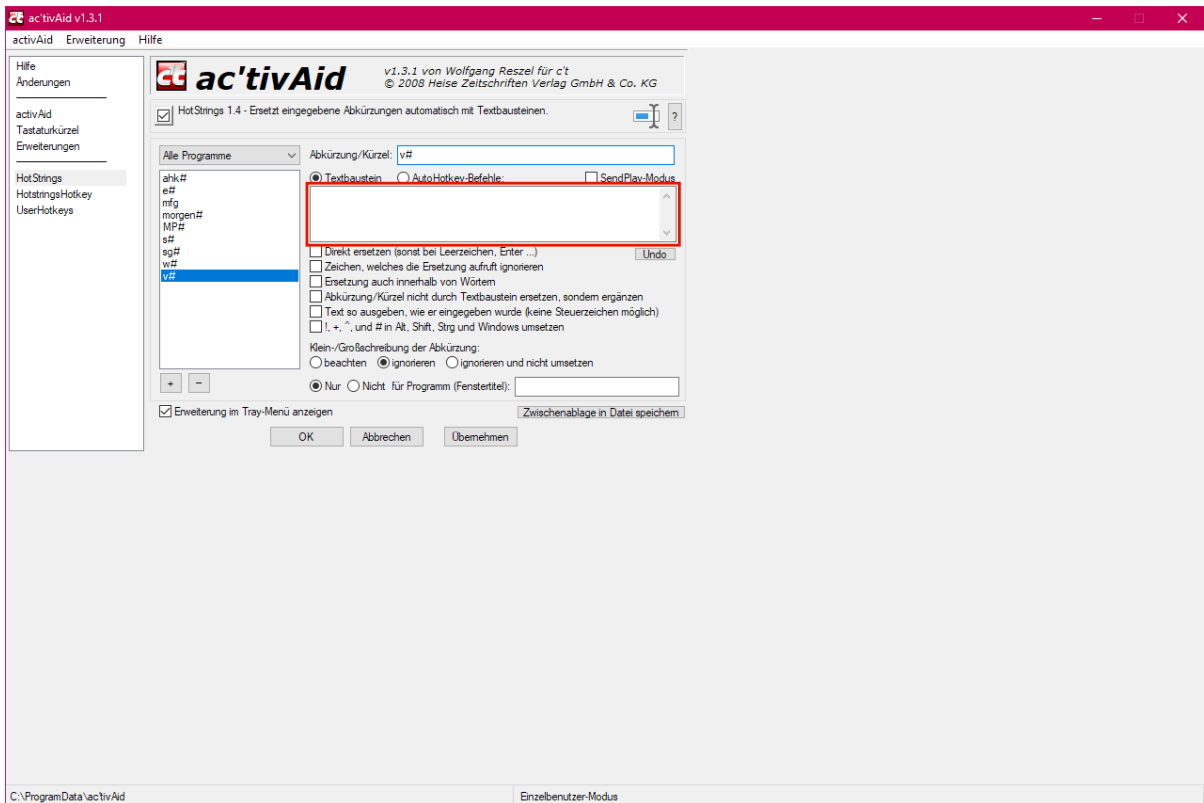 ac'tivAid v1.3.1
activAid Erweiterung Hilfe
Hilfe
Änderungen
activAid
Tastaturkürzel
Erweiterungen
HotStrings
HotstringsHotkey
UserHotkeys
c't ac'tivAid
v1.3.1 von Wolfgang Reszel für c't
© 2008 Heise Zeitschriften Verlag GmbH & Co. KG
HotStrings 1.4 - Ersetzt eingegebene Abkürzungen automatisch mit Textbausteinen.
?
Alle Programme
Abkürzung/Kürzel: v#
ahk#
e#
mfg
morgen#
MP#
s#
sg#
w#
v#
+ −
Textbaustein AutoHotkey-Befehle: SendPlay-Modus
Direkt ersetzen (sonst bei Leerzeichen, Enter ...)
Undo
Zeichen, welches die Ersetzung aufruft ignorieren
Ersetzung auch innerhalb von Wörtern
Abkürzung/Kürzel nicht durch Textbaustein ersetzen, sondern ergänzen
Text so ausgeben, wie er eingegeben wurde (keine Steuerzeichen möglich)
!, +, ^, und # in Alt, Shift, Strg und Windows umsetzen
Klein-/Großschreibung der Abkürzung:
beachten ignorieren ignorieren und nicht umsetzen
Nur Nicht für Programm (Fenstertitel):
Erweiterung im Tray-Menü anzeigen
Zwischenablage in Datei speichern
OK Abbrechen Übernehmen
C:\ProgramData\ac'tivAid
Einzelbenutzer-Modus